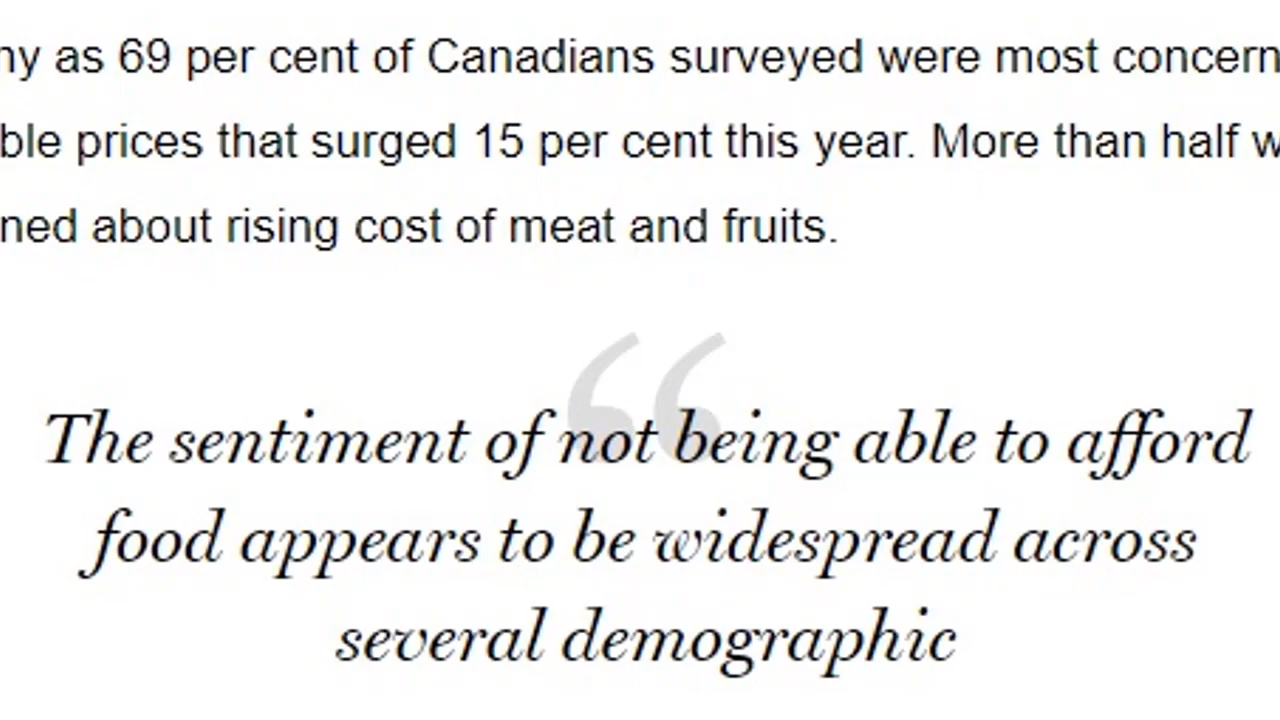 ny as 69 per cent of Canadians surveyed were most concern
ble prices that surged 15 per cent this year. More than half w
ned about rising cost of meat and fruits.
“
The sentiment of not being able to afford
food appears to be widespread across
several demographic